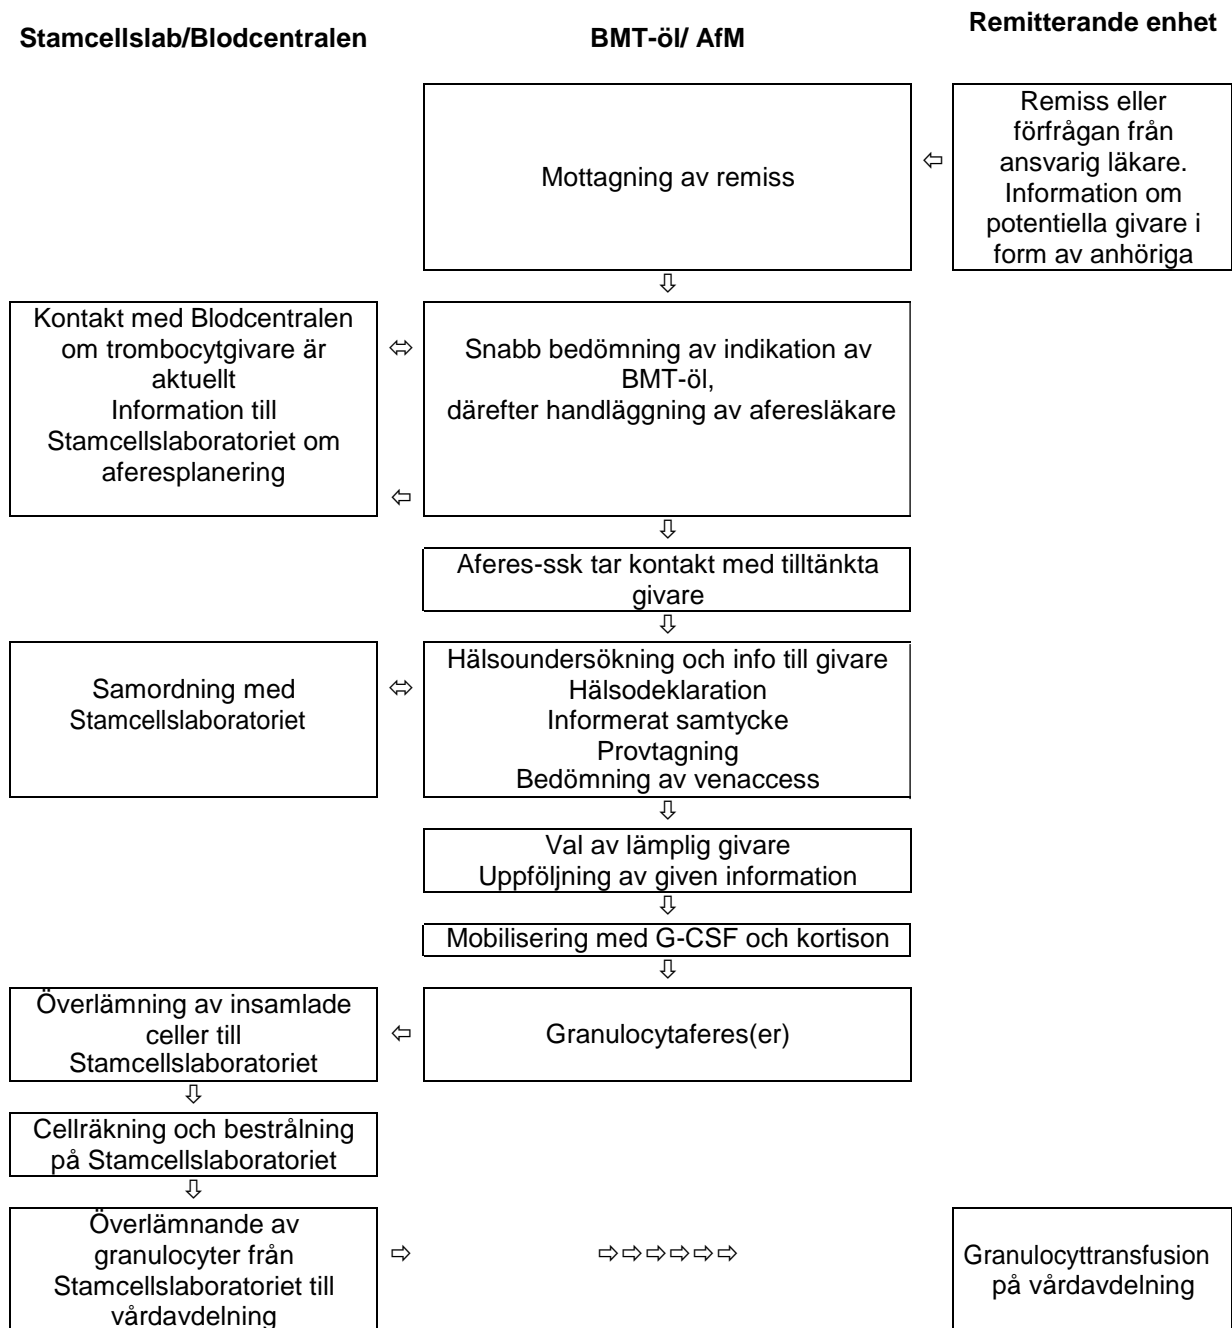 Stamcellslab/Blodcentralen
BMT-öl/ AfM
Remitterande enhet
Mottagning av remiss
⇦
Remiss eller
förfrågan från
ansvarig läkare.
Information om
potentiella givare i
form av anhöriga
⇩
Kontakt med Blodcentralen
om trombocytgivare är
aktuellt
Information till
Stamcellslaboratoriet om
aferesplanering
⇔
⇦
Snabb bedömning av indikation av
BMT-öl,
därefter handläggning av afereslӓkare
⇩
Aferes-ssk tar kontakt med tilltänkta
givare
⇩
Samordning med
Stamcellslaboratoriet
⇔
Hälsoundersökning och info till givare
Hälsodeklaration
Informerat samtycke
Provtagning
Bedömning av venaccess
⇩
Val av lämplig givare
Uppföljning av given information
⇩
Mobilisering med G-CSF och kortison
⇩
Överlämning av insamlade
celler till
Stamcellslaboratoriet
⇦
Granulocytaferes(er)
⇩
Cellräkning och bestrålning
på Stamcellslaboratoriet
⇩
Överlämnande av
granulocyter från
Stamcellslaboratoriet till
vårdavdelning
⇨
⇨⇨⇨⇨⇨⇨
Granulocyttransfusion
på vårdavdelning